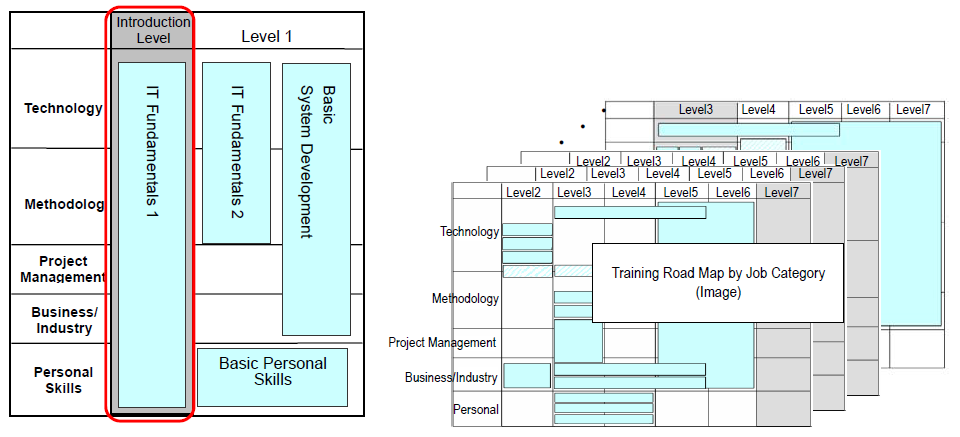 Introduction
Level
Level 1
Technology
Methodology
Project
Management
Business/
Industry
Personal
Skills
IT Fundamentals 1
IT Fundamentals 2
Basic
System Development
Basic Personal
Skills
Level3 Level4 Level5 Level6 Level7
Level2 Level3 Level4 Level5 Level6 Level7
Level2 Level3 Level4 Level5 Level6 Level7
Level2 Level3 Level4 Level5 Level6 Level7
Technology
Methodology
Project Management
Business/Industry
Personal
Training Road Map by Job Category
(Image)